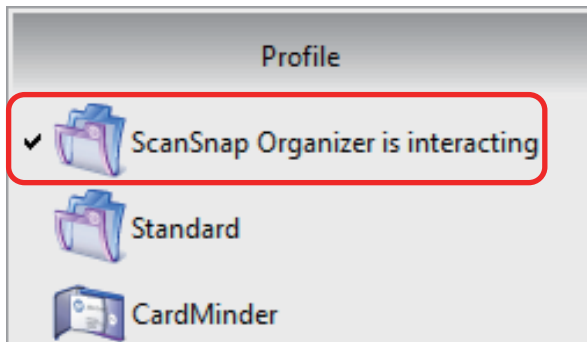 Profile
ScanSnap Organizer is interacting
Standard
CardMinder